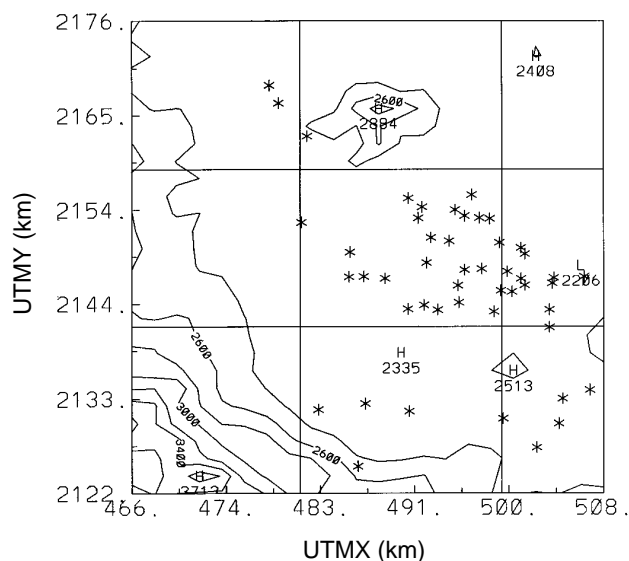 2176.
H
2408
2600
H
2884
2165.
2154.
L
2206
2144.
2600
H
2335
H
2513
2133.
3000
3400
2600
H
2122.
466. 474. 483. 491. 500. 508.
UTMX (km)
UTMY (km)